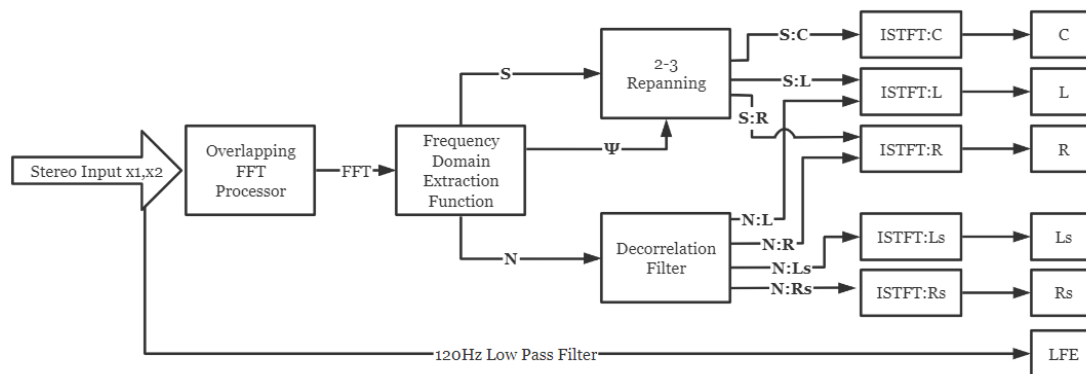 Stereo Input x1,x2
Overlapping
FFT
Processor
FFT
Frequency
Domain
Extraction
Function
S
Ψ
N
2-3
Repanning
Decorrelation
Filter
S:C
S:L
S:R
N:L
N:R
N:Ls
N:Rs
ISTFT:C
C
ISTFT:L
L
ISTFT:R
R
ISTFT:Ls
Ls
ISTFT:Rs
Rs
120Hz Low Pass Filter
LFE